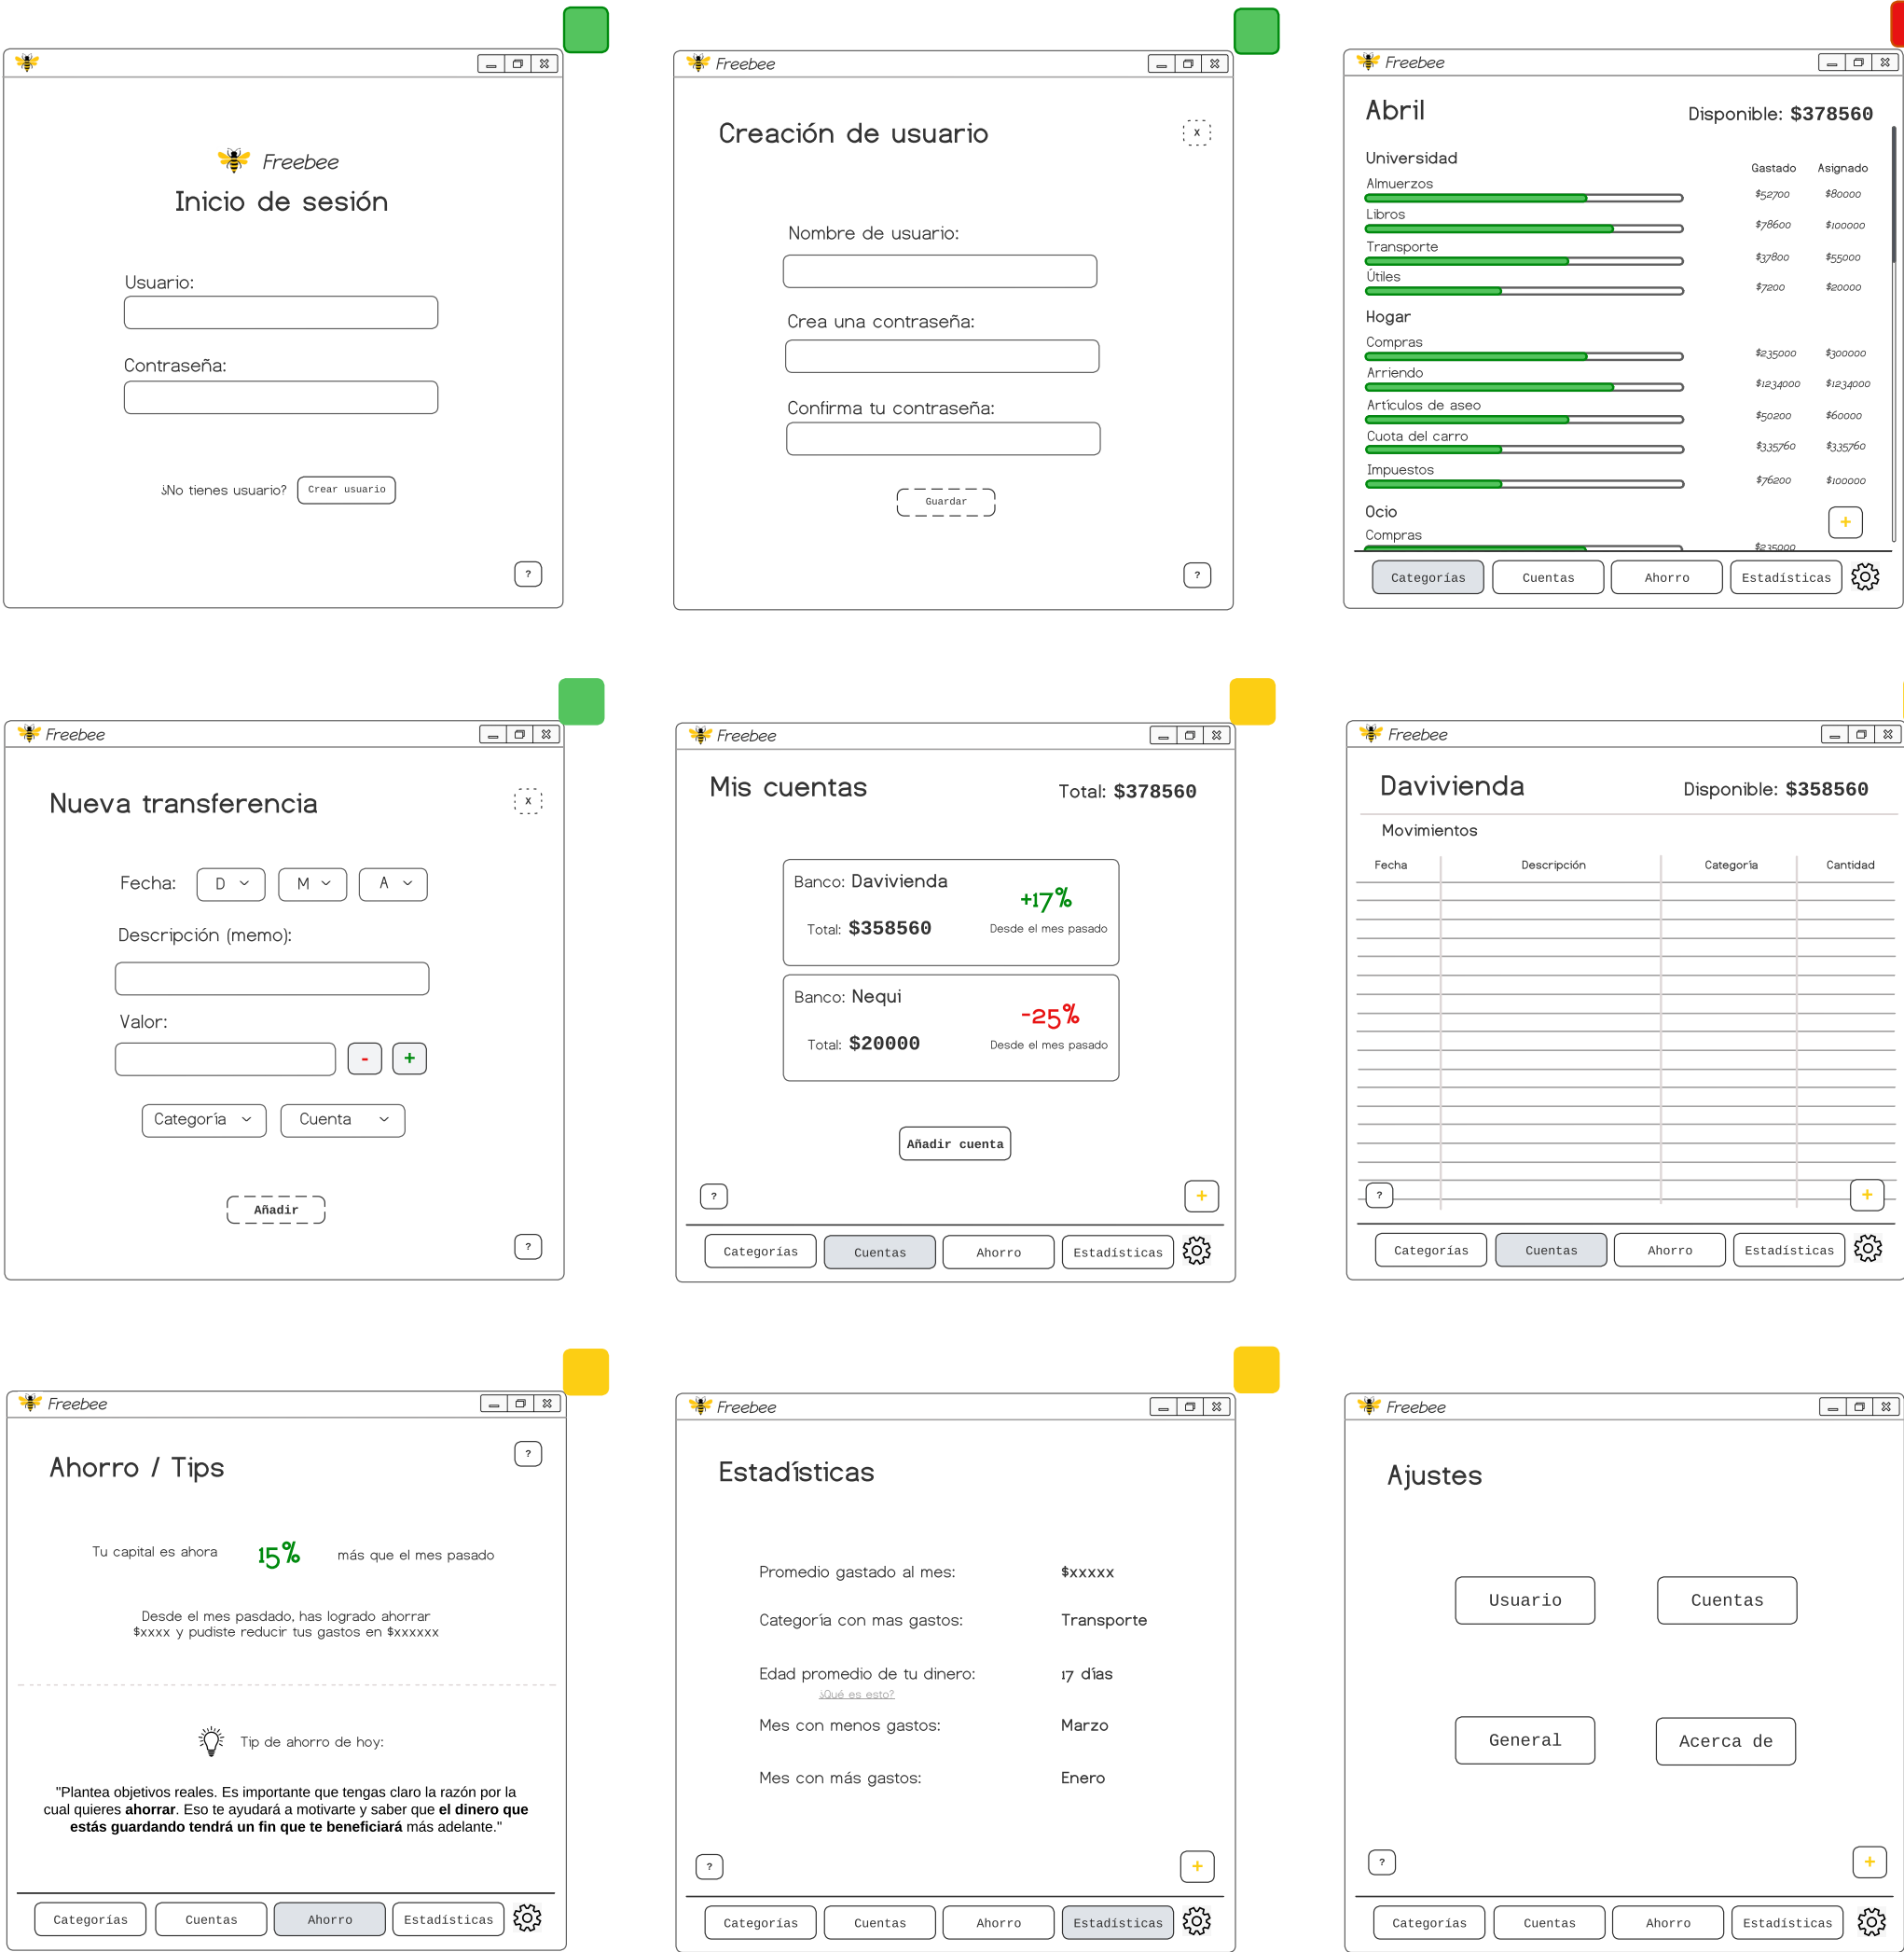 Inicio de sesión
Freebee
Usuario:
Contraseña:
¿No tienes usuario? Crear usuario
?
Freebee
Creación de usuario X
Nombre de usuario:
Crea una contraseña:
Confirma tu contraseña:
Guardar
?
Freebee
Abril Disponible: $378560
Universidad Gastado Asignado
Almuerzos $52700 $80000
Libros $78600 $100000
Transporte $37800 $55000
Útiles $7200 $20000
Hogar
Compras $235000 $300000
Arriendo $1234000 $1234000
Artículos de aseo $50200 $60000
Cuota del carro $335760 $335760
Impuestos $76200 $100000
Ocio +
Compras $235000
Categorías Cuentas Ahorro Estadísticas
Freebee
Nueva transferencia X
Fecha: D M A
Descripción (memo):
Valor:
- +
Categoría Cuenta
Añadir
?
Freebee
Mis cuentas Total: $378560
Banco: Davivienda +17%
Total: $358560 Desde el mes pasado
Banco: Nequi -25%
Total: $20000 Desde el mes pasado
Añadir cuenta
? +
Categorías Cuentas Ahorro Estadísticas
Freebee
Davivienda Disponible: $358560
Movimientos
Fecha Descripción Categoría Cantidad
? +
Categorías Cuentas Ahorro Estadísticas
Freebee
Ahorro / Tips ?
Tu capital es ahora 15% más que el mes pasado
Desde el mes pasdado, has logrado ahorrar
$xxxx y pudiste reducir tus gastos en $xxxxxx
Tip de ahorro de hoy:
"Plantea objetivos reales. Es importante que tengas claro la razón por la
cual quieres ahorrar. Eso te ayudará a motivarte y saber que el dinero que
estás guardando tendrá un fin que te beneficiará más adelante."
Categorías Cuentas Ahorro Estadísticas
Freebee
Estadísticas
Promedio gastado al mes: $xxxxx
Categoría con mas gastos: Transporte
Edad promedio de tu dinero: 17 días
¿Qué es esto?
Mes con menos gastos: Marzo
Mes con más gastos: Enero
? +
Categorías Cuentas Ahorro Estadísticas
Freebee
Ajustes
Usuario Cuentas
General Acerca de
? +
Categorías Cuentas Ahorro Estadísticas